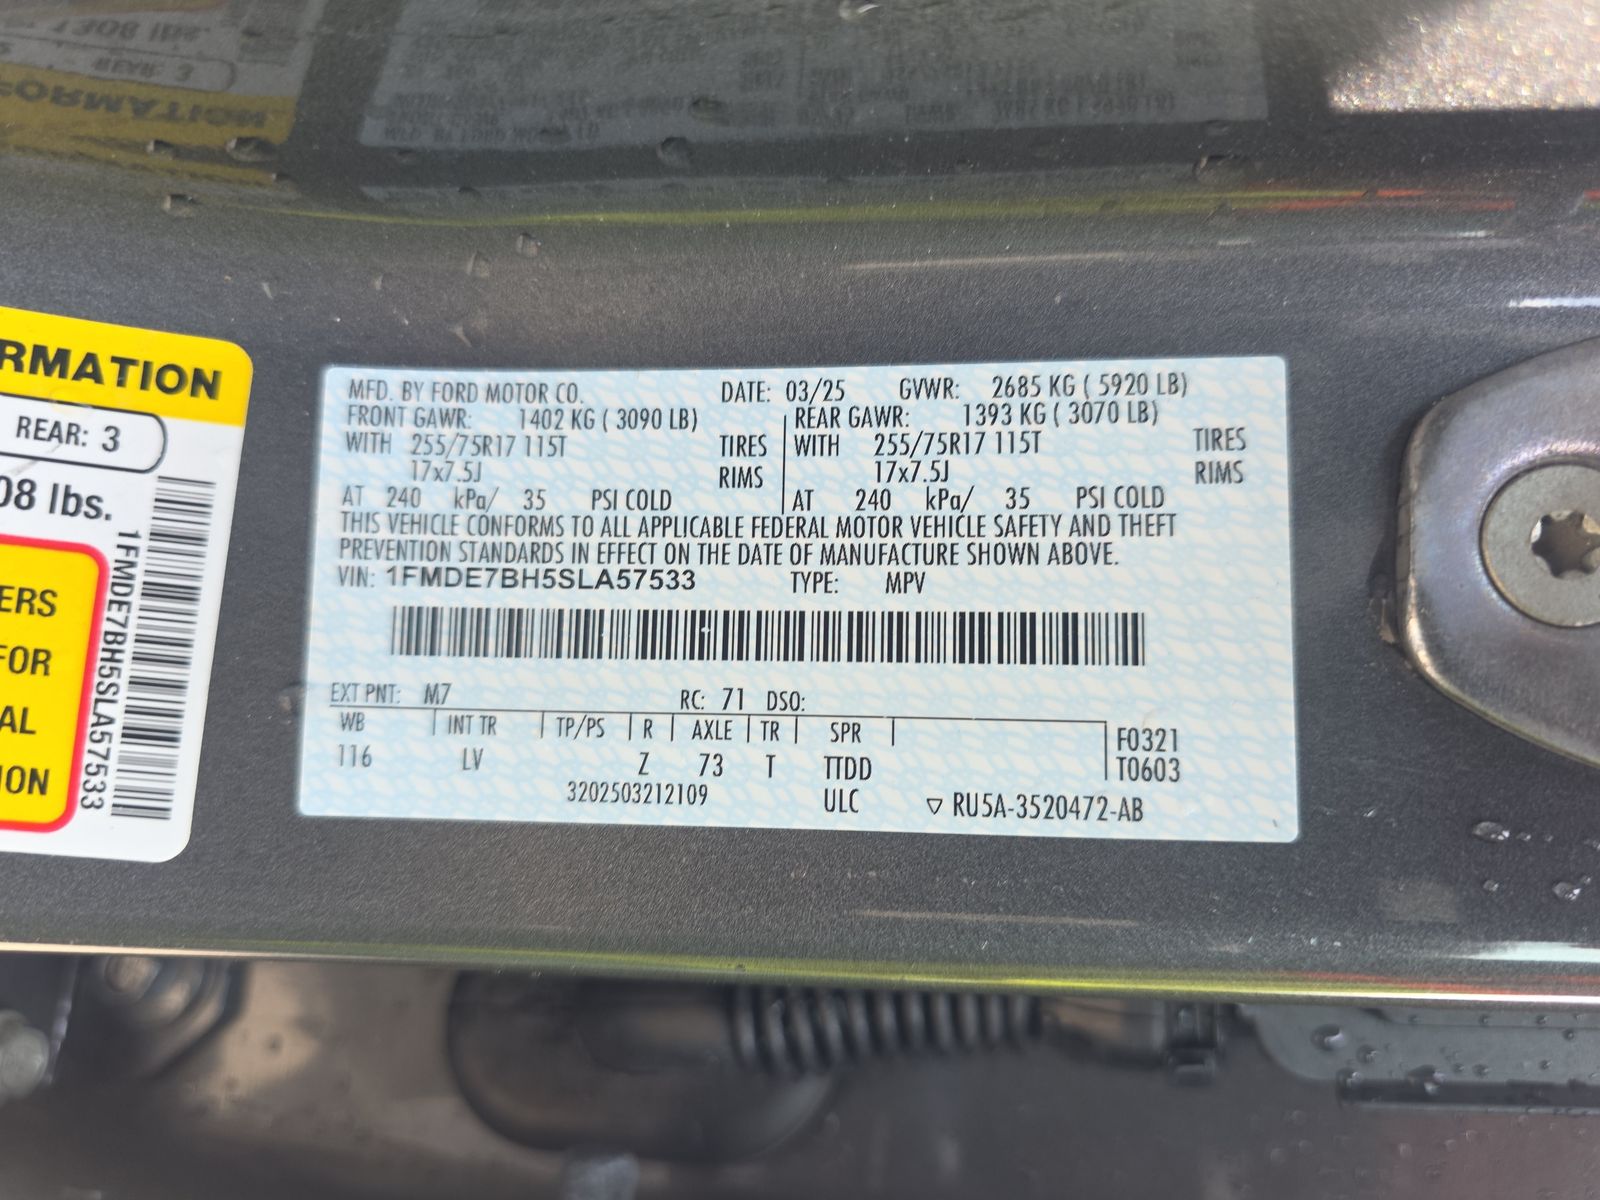 RMATION
REAR: 3
08 lbs.
ERS
FOR
AL
ION
1FMDE7BH5SLA57533
MFD. BY FORD MOTOR CO. DATE: 03/25 GVWR: 2685 KG ( 5920 LB)
FRONT GAWR: 1402 KG ( 3090 LB) REAR GAWR: 1393 KG ( 3070 LB)
WITH 255/75R17 115T TIRES WITH 255/75R17 115T TIRES
17x7.5J RIMS 17x7.5J RIMS
AT 240 kPa/ 35 PSI COLD AT 240 kPa/ 35 PSI COLD
THIS VEHICLE CONFORMS TO ALL APPLICABLE FEDERAL MOTOR VEHICLE SAFETY AND THEFT
PREVENTION STANDARDS IN EFFECT ON THE DATE OF MANUFACTURE SHOWN ABOVE.
VIN: 1FMDE7BH5SLA57533 TYPE: MPV
EXT PNT: M7 RC: 71 DSO:
WB INT TR TP/PS R AXLE TR SPR F0321
116 LV Z 73 T TTDD T0603
3202503212109 ULC ▽ RU5A-3520472-AB